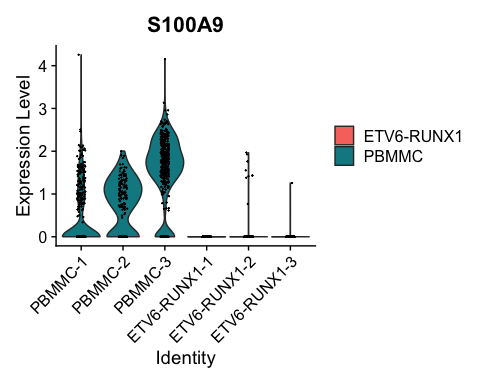 S100A9
Expression Level
4
3
2
1
0
PBMMC-1
PBMMC-2
PBMMC-3
ETV6-RUNX1-1
ETV6-RUNX1-2
ETV6-RUNX1-3
Identity
ETV6-RUNX1
PBMMC